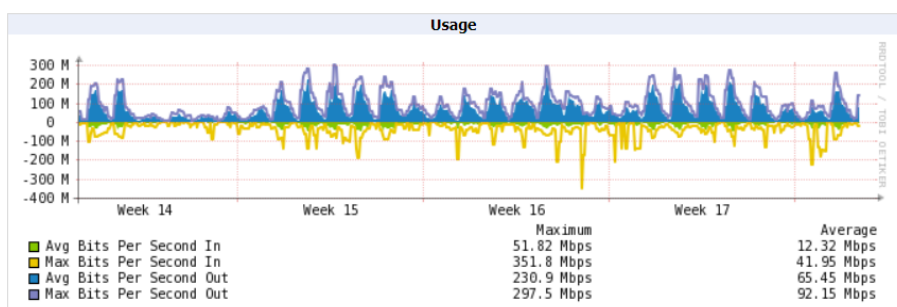 Usage
300 M
200 M
100 M
0
-100 M
-200 M
-300 M
-400 M
Week 14 Week 15 Week 16 Week 17
RRDTOOL / TOBI OETIKER
Maximum Average
Avg Bits Per Second In 51.82 Mbps 12.32 Mbps
Max Bits Per Second In 351.8 Mbps 41.95 Mbps
Avg Bits Per Second Out 230.9 Mbps 65.45 Mbps
Max Bits Per Second Out 297.5 Mbps 92.15 Mbps